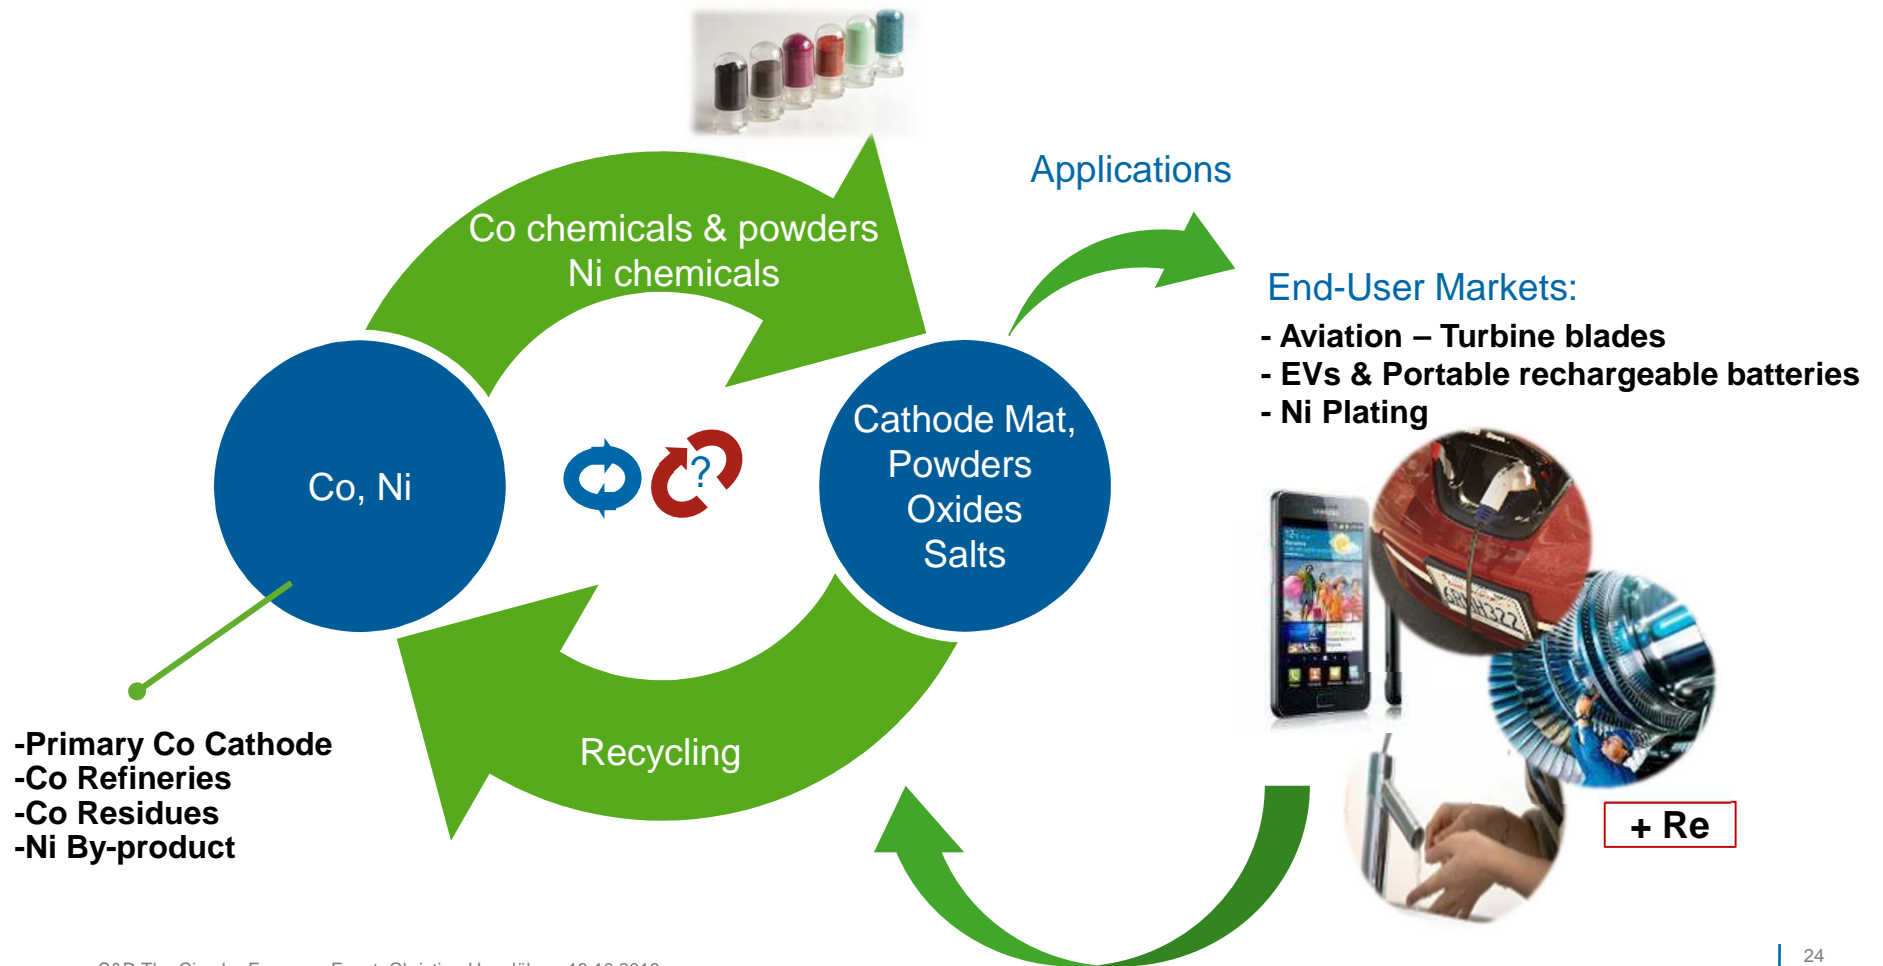 Co chemicals & powders
Ni chemicals
Applications
End-User Markets:
- Aviation – Turbine blades
- EVs & Portable rechargeable batteries
- Ni Plating
Co, Ni
?
Cathode Mat,
Powders
Oxides
Salts
SAMSUNG
6RMH322
Recycling
-Primary Co Cathode
-Co Refineries
-Co Residues
-Ni By-product
+ Re
24